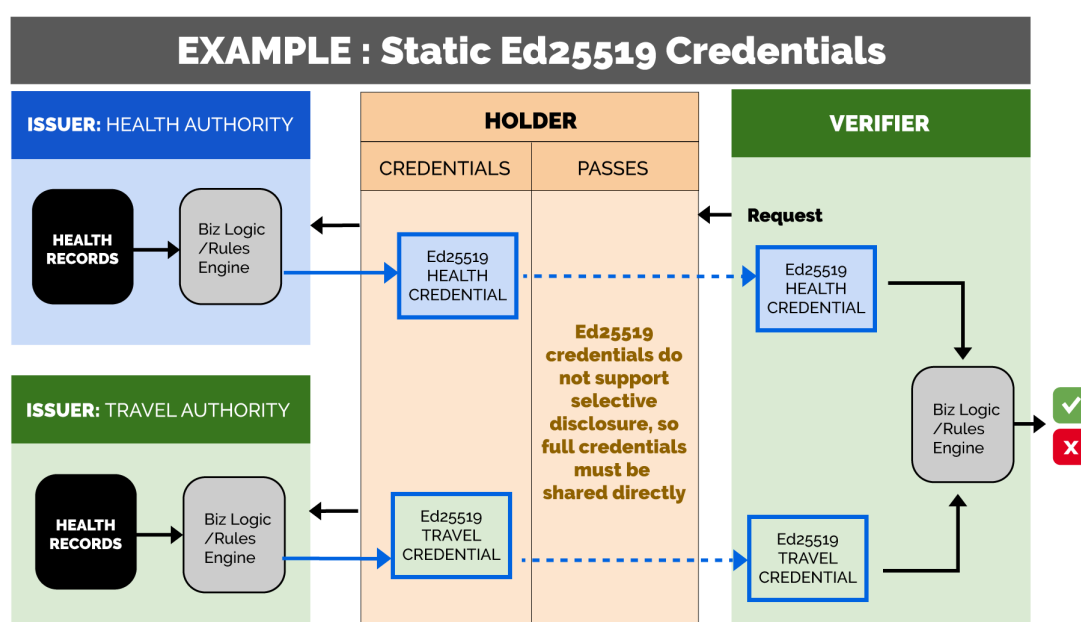 EXAMPLE : Static Ed25519 Credentials
ISSUER: HEALTH AUTHORITY
HEALTH
RECORDS
Biz Logic
/Rules
Engine
HOLDER
CREDENTIALS
PASSES
Ed25519
HEALTH
CREDENTIAL
Ed25519
credentials do
not support
selective
disclosure, so
full credentials
must be
shared directly
VERIFIER
Request
Ed25519
HEALTH
CREDENTIAL
Biz Logic
/Rules
Engine
X
ISSUER: TRAVEL AUTHORITY
HEALTH
RECORDS
Biz Logic
/Rules
Engine
Ed25519
TRAVEL
CREDENTIAL
Ed25519
TRAVEL
CREDENTIAL